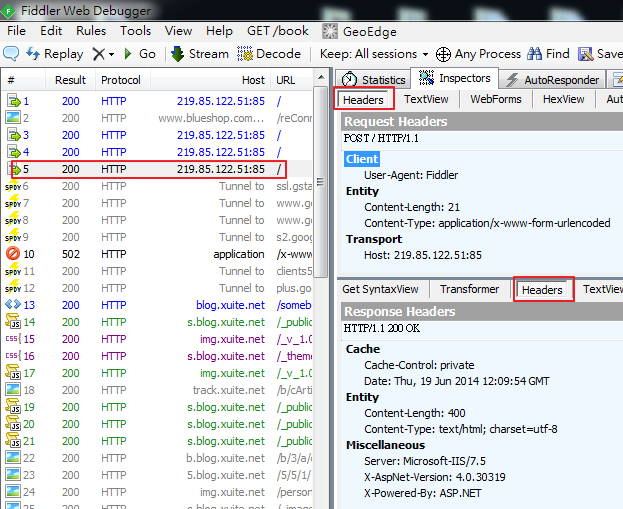 Fiddler Web Debugger
File Edit Rules Tools View Help GET /book GeoEdge
Replay X Go Stream Decode Keep: All sessions Any Process Find Save
# Result Protocol Host URL
1 200 HTTP 219.85.122.51:85 /
2 200 HTTP www.blueshop.com... /reConn
3 200 HTTP 219.85.122.51:85 /
4 200 HTTP 219.85.122.51:85 /
5 200 HTTP 219.85.122.51:85 /
6 200 HTTP Tunnel to ssl.gsta
7 200 HTTP Tunnel to www.go
8 200 HTTP Tunnel to www.go
9 200 HTTP Tunnel to s2.goog
10 502 HTTP application /x-www
11 200 HTTP Tunnel to clients5
12 200 HTTP Tunnel to plus.go
13 200 HTTP blog.xuite.net /someb
14 200 HTTP s.blog.xuite.net /_public
15 200 HTTP img.xuite.net /_v_1.0
16 200 HTTP s.blog.xuite.net /_theme
17 200 HTTP img.xuite.net /_v_1.0
18 200 HTTP track.xuite.net b/cArti
19 200 HTTP s.blog.xuite.net /_public
20 200 HTTP s.blog.xuite.net /_public
21 200 HTTP s.blog.xuite.net /_public
22 200 HTTP b.blog.xuite.net /b/3/a/
23 200 HTTP 5.blog.xuite.net /5/5/1/
24 200 HTTP img.xuite.net /person
25 200 HTTP s.blog.xuite.net
Statistics Inspectors AutoResponder
Headers TextView WebForms HexView Aut
Request Headers
POST / HTTP/1.1
Client
User-Agent: Fiddler
Entity
Content-Length: 21
Content-Type: application/x-www-form-urlencoded
Transport
Host: 219.85.122.51:85
Get SyntaxView Transformer Headers TextView
Response Headers
HTTP/1.1 200 OK
Cache
Cache-Control: private
Date: Thu, 19 Jun 2014 12:09:54 GMT
Entity
Content-Length: 400
Content-Type: text/html; charset=utf-8
Miscellaneous
Server: Microsoft-IIS/7.5
X-AspNet-Version: 4.0.30319
X-Powered-By: ASP.NET